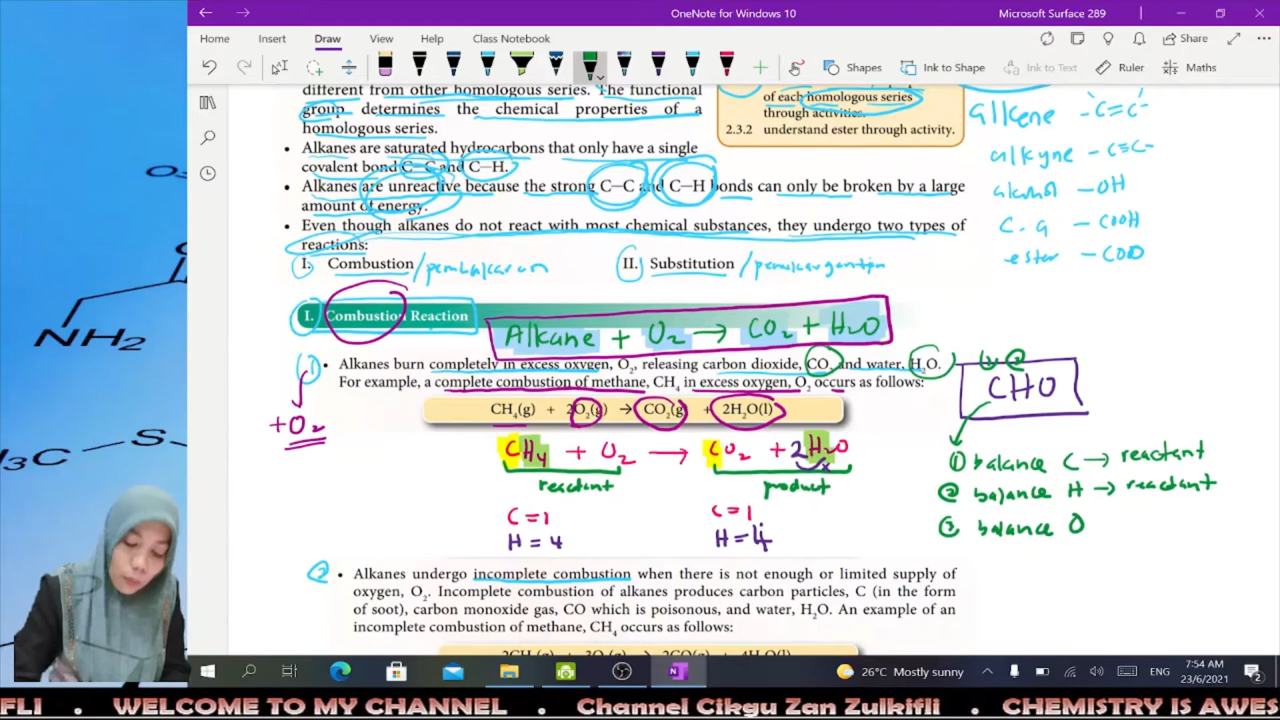 OneNote for Windows 10
Microsoft Surface 289
Home Insert Draw View Help Class Notebook
Share
Shapes Ink to Shape Ink to Text Ruler Maths
different from other homologous series. The functional
group determines the chemical properties of a
homologous series.
of each homologous series
through activities.
2.3.2 understand ester through activity.
alkene -C=C-
alkyne -C≡C-
alcohol -OH
C.a - COOH
ester - COO
• Alkanes are saturated hydrocarbons that only have a single
covalent bond C–C and C–H.
• Alkanes are unreactive because the strong C–C and C–H bonds can only be broken by a large
amount of energy.
• Even though alkanes do not react with most chemical substances, they undergo two types of
reactions:
I. Combustion /pembakaran II. Substitution /penukargantian
I. Combustion Reaction
Alkane + O₂ → CO₂ + H₂O
① • Alkanes burn completely in excess oxygen, O₂, releasing carbon dioxide, CO₂ and water, H₂O.
For example, a complete combustion of methane, CH₄ in excess oxygen, O₂ occurs as follows:
+O₂
CH₄(g) + 2O₂(g) → CO₂(g) + 2H₂O(l)
CHO
CH₄ + O₂ → CO₂ + 2H₂O
reactant product
C=1 C=1
H=4 H=4
① balance C → reactant
② balance H → reactant
③ balance O
② • Alkanes undergo incomplete combustion when there is not enough or limited supply of
oxygen, O₂. Incomplete combustion of alkanes produces carbon particles, C (in the form
of soot), carbon monoxide gas, CO which is poisonous, and water, H₂O. An example of an
incomplete combustion of methane, CH₄ occurs as follows:
2CH₄(g) + 3O₂(g) → 2CO(g) + 4H₂O(l)
NH₂
H₃C S
26°C Mostly sunny
ENG
7:54 AM
23/6/2021
2
FLI • WELCOME TO MY CHANNEL • Channel Cikgu Zan Zulkifli • CHEMISTRY IS AWES